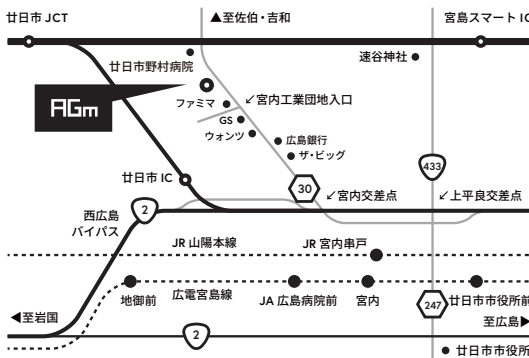 廿日市 JCT
▲至佐伯・吉和
宮島スマート IC
廿日市野村病院
速谷神社
AGm
ファミマ
↙宮内工業団地入口
GS
ウォンツ
広島銀行
ザ・ビッグ
433
廿日市 IC
30
↙宮内交差点
↙上平良交差点
西広島
バイパス
2
JR 山陽本線
JR 宮内串戸
地御前
広電宮島線
JA 広島病院前
宮内
247
廿日市市役所前
◀至岩国
至広島▶
2
廿日市市役所